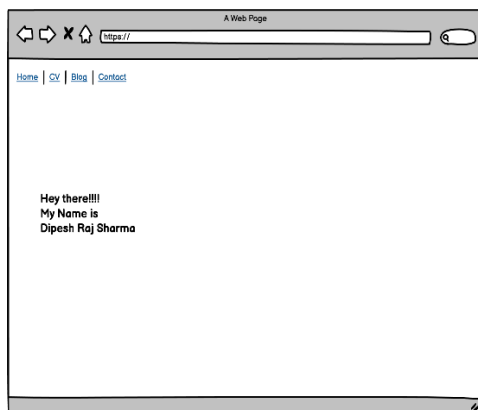 A Web Page
https://
Home | CV | Blog | Contact
Hey there!!!!
My Name is
Dipesh Raj Sharma